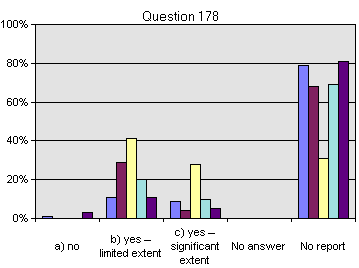 Question 178
100%
80%
60%
40%
20%
0%
a) no
b) yes –
limited extent
c) yes –
significant
extent
No answer
No report